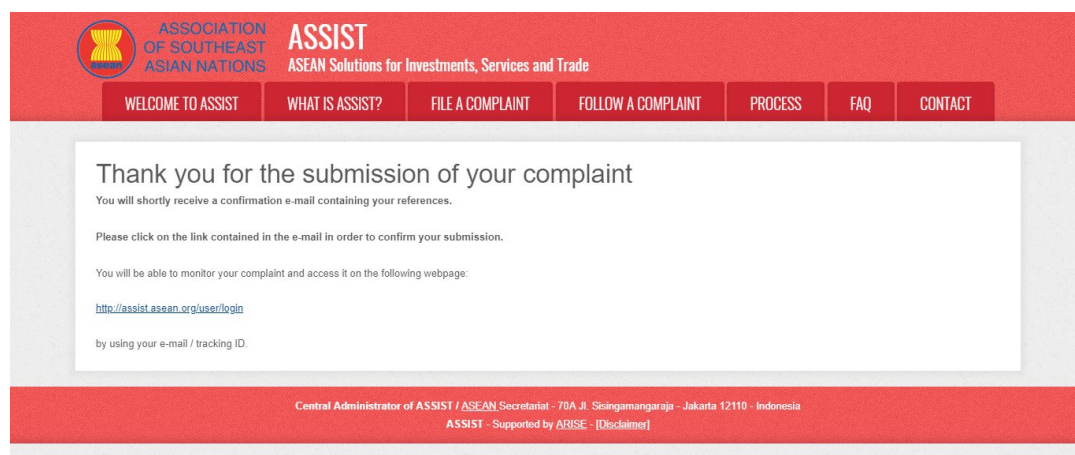 ASSOCIATION
OF SOUTHEAST
ASIAN NATIONS
asean
ASSIST
ASEAN Solutions for Investments, Services and Trade
WELCOME TO ASSIST WHAT IS ASSIST? FILE A COMPLAINT FOLLOW A COMPLAINT PROCESS FAQ CONTACT
Thank you for the submission of your complaint
You will shortly receive a confirmation e-mail containing your references.
Please click on the link contained in the e-mail in order to confirm your submission.
You will be able to monitor your complaint and access it on the following webpage:
http://assist.asean.org/user/login
by using your e-mail / tracking ID.
Central Administrator of ASSIST / ASEAN Secretariat - 70A Jl. Sisingamangaraja - Jakarta 12110 - Indonesia
ASSIST - Supported by ARISE - [Disclaimer]